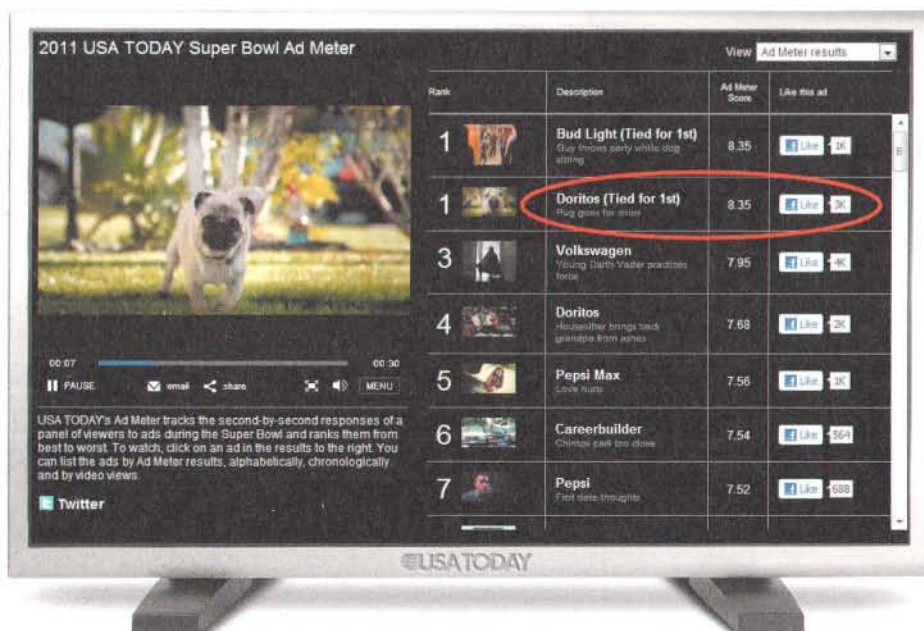 2011 USA TODAY Super Bowl Ad Meter
View Ad Meter results
Rank Description Ad Meter Score Like this ad
1 Bud Light (Tied for 1st) 8.35 Like 1K
Guy throws party while dog
sitting
1 Doritos (Tied for 1st) 8.35 Like 3K
Pug goes for
3 Volkswagen 7.95 Like 4K
Young Darth Vader practices
force
4 Doritos 7.68 Like 2K
Housesitter brings back
grandpa from ashes
5 Pepsi Max 7.56 Like 1K
Love hurts
6 Careerbuilder 7.54 Like 564
Chimps park too close
7 Pepsi 7.52 Like 688
First date thoughts
00:07 00:30
PAUSE email share MENU
USA TODAY's Ad Meter tracks the second-by-second responses of a
panel of viewers to ads during the Super Bowl and ranks them from
best to worst. To watch, click on an ad in the results to the right. You
can list the ads by Ad Meter results, alphabetically, chronologically
and by video views.
Twitter
USA TODAY